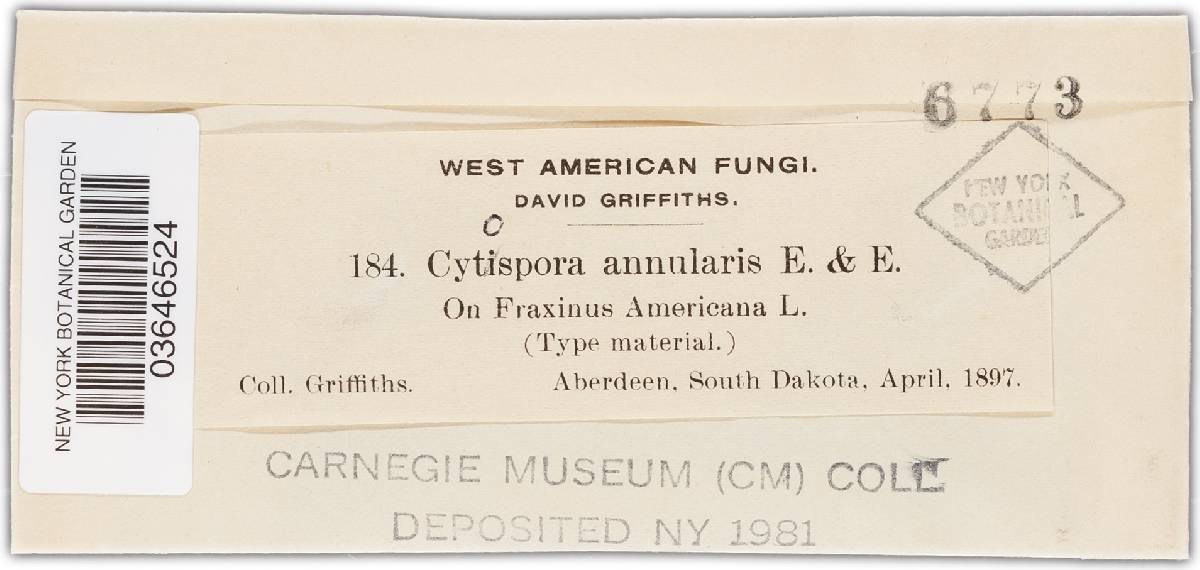 6773
NEW YORK BOTANICAL GARDEN
03646524
WEST AMERICAN FUNGI.
DAVID GRIFFITHS.
o
184. Cytispora annularis E. & E.
On Fraxinus Americana L.
(Type material.)
Coll. Griffiths. Aberdeen, South Dakota, April, 1897.
NEW YORK
BOTANICAL
GARDEN
CARNEGIE MUSEUM (CM) COLL
DEPOSITED NY 1981